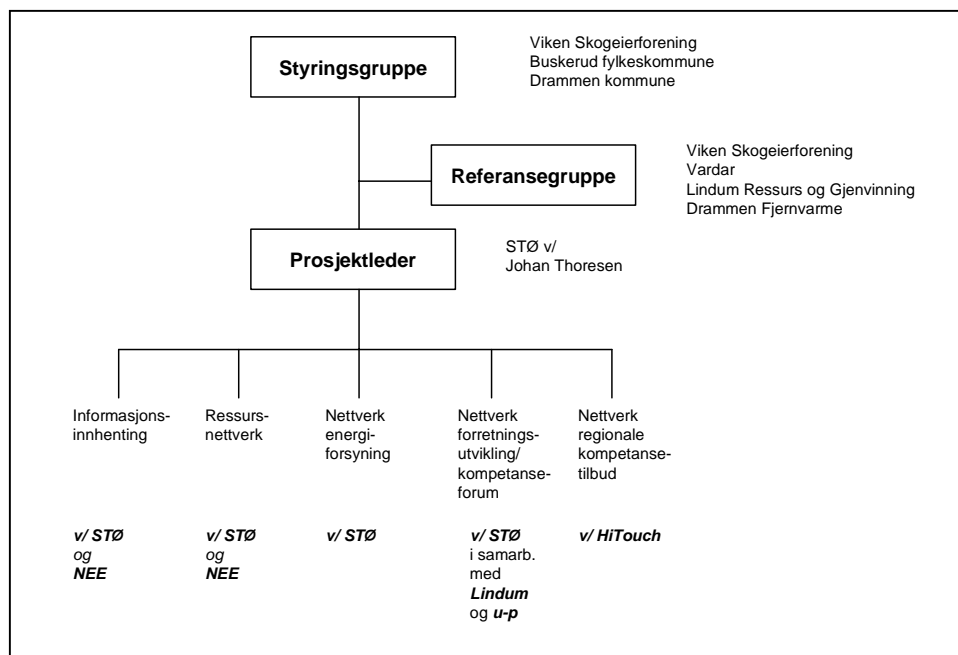 Styringsgruppe
Viken Skogeierforening
Buskerud fylkeskommune
Drammen kommune
Referansegruppe
Viken Skogeierforening
Vardar
Lindum Ressurs og Gjenvinning
Drammen Fjernvarme
Prosjektleder
STØ v/
Johan Thoresen
Informasjons-
innhenting
v/ STØ
og
NEE
Ressurs-
nettverk
v/ STØ
og
NEE
Nettverk
energi-
forsyning
v/ STØ
Nettverk
forretnings-
utvikling/
kompetanse-
forum
v/ STØ
i samarb.
med
Lindum
og u-p
Nettverk
regionale
kompetanse-
tilbud
v/ HiTouch